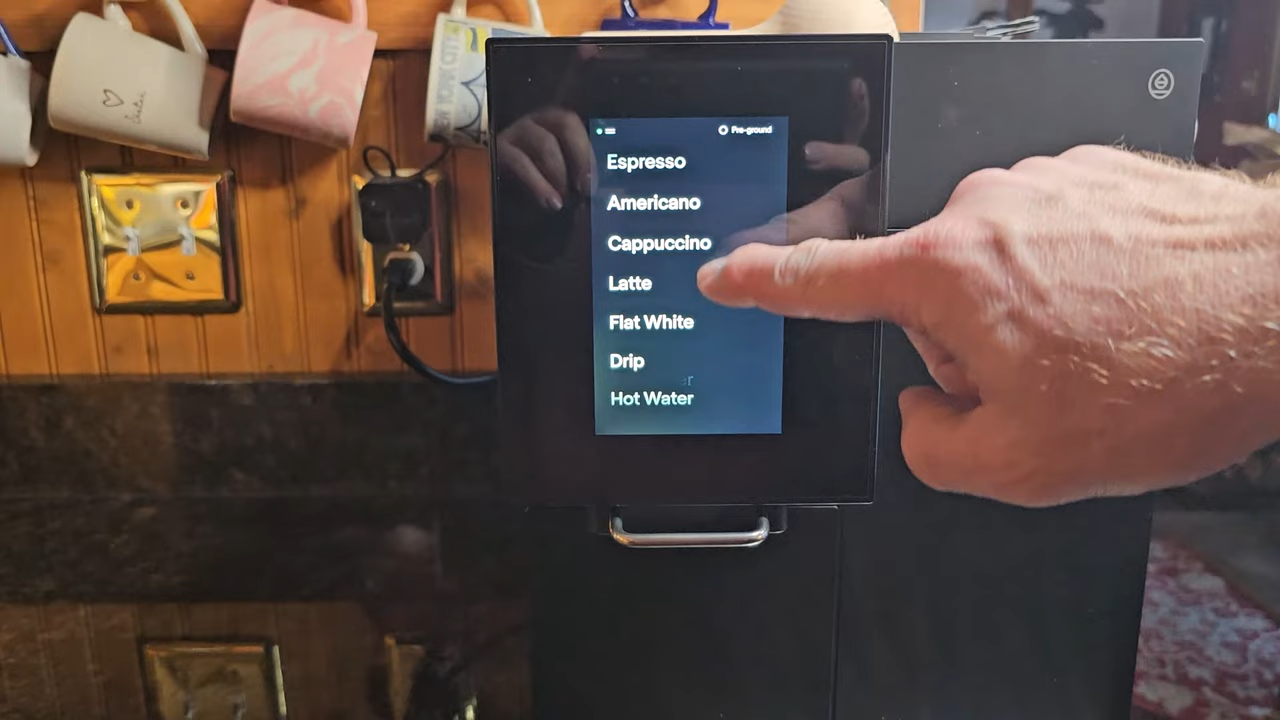 Pre-ground
Espresso
Americano
Cappuccino
Latte
Flat White
Drip
Hot Water